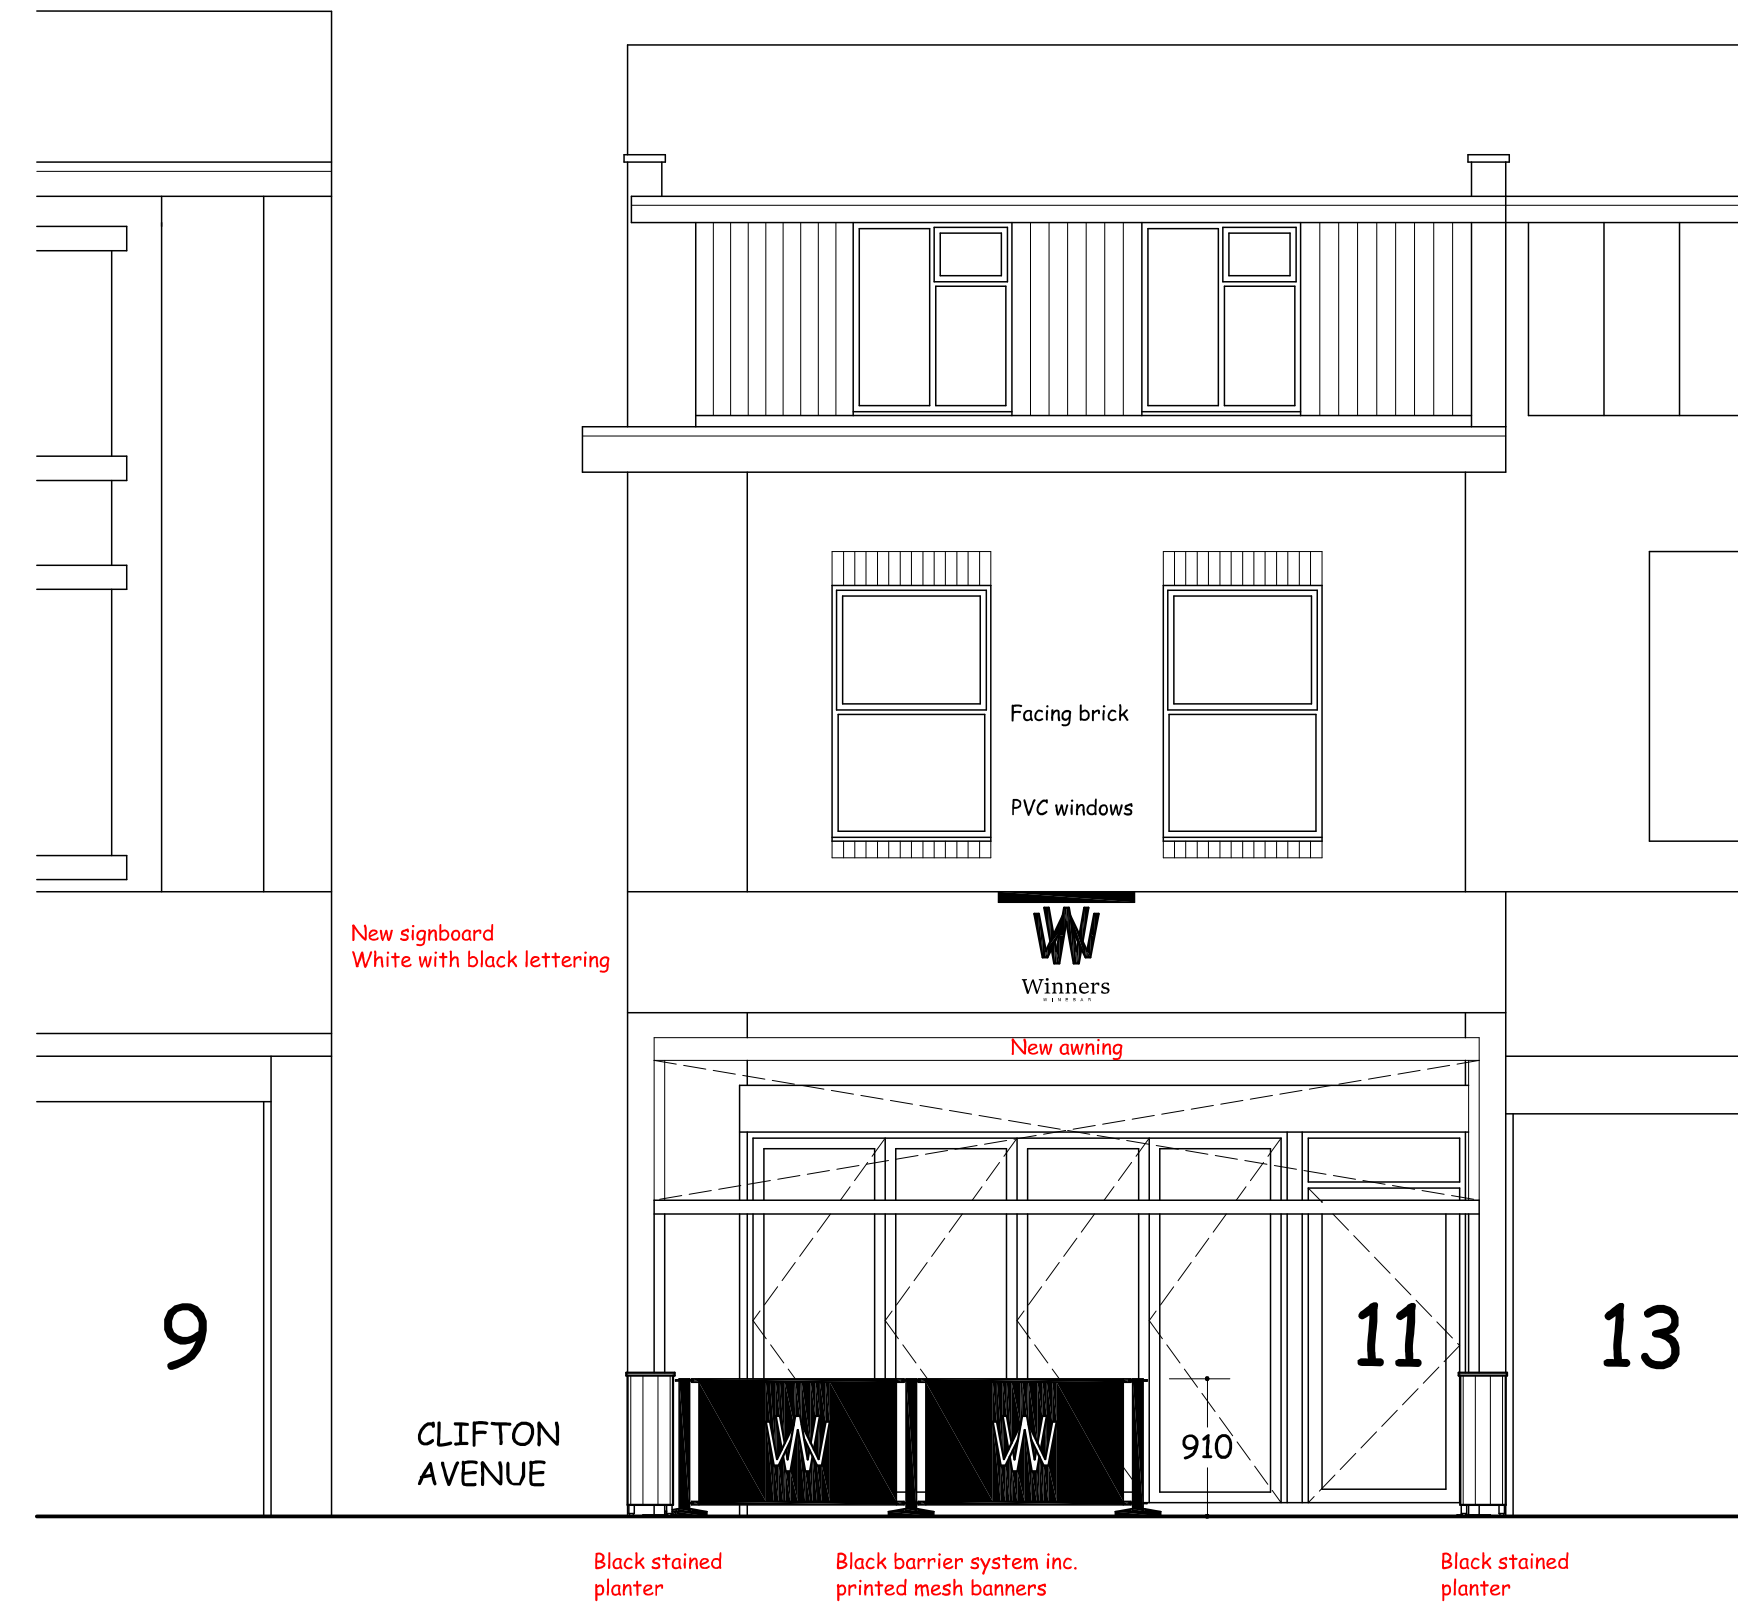 Facing brick
PVC windows
New signboard
White with black lettering
Winners
WINEBAR
New awning
9
11
13
CLIFTON
AVENUE
910
Black stained
planter
Black barrier system inc.
printed mesh banners
Black stained
planter